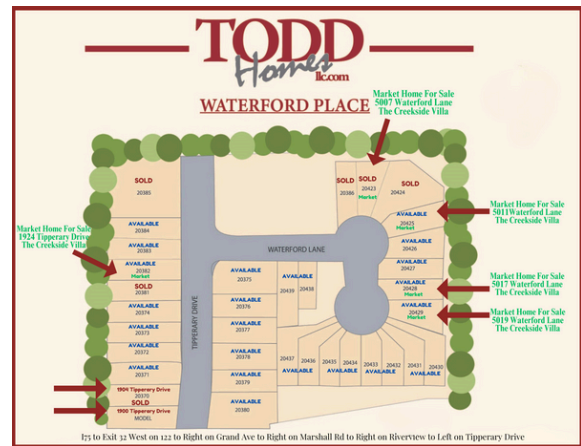 TODD
Homes
llc.com
WATERFORD PLACE
Market Home For Sale
5007 Waterford Lane
The Creekside Villa
SOLD
20385
AVAILABLE
20384
AVAILABLE
20383
Market Home For Sale
1924 Tipperary Drive
The Creekside Villa
AVAILABLE
20382
Market
SOLD
20381
AVAILABLE
20374
AVAILABLE
20373
AVAILABLE
20372
AVAILABLE
20371
1904 Tipperary Drive
20370
SOLD
1900 Tipperary Drive
MODEL
TIPPERARY DRIVE
WATERFORD LANE
AVAILABLE
20375
AVAILABLE
20376
AVAILABLE
20377
AVAILABLE
20378
AVAILABLE
20379
AVAILABLE
20380
AVAILABLE
20439 20438
SOLD
20386
SOLD
20423
Market
SOLD
20424
AVAILABLE
20425
Market
Market Home For Sale
5011Waterford Lane
The Creekside Villa
AVAILABLE
20426
AVAILABLE
20427
AVAILABLE
20428
Market
Market Home For Sale
5017 Waterford Lane
The Creekside Villa
AVAILABLE
20429
Market
Market Home For Sale
5019 Waterford Lane
The Creekside Villa
20437 20436 20435 20434 20433 20432 20431 20430
AVAILABLE AVAILABLE AVAILABLE AVAILABLE
I75 to Exit 32 West on 122 to Right on Grand Ave to Right on Marshall Rd to Right on Riverview to Left on Tipperary Drive